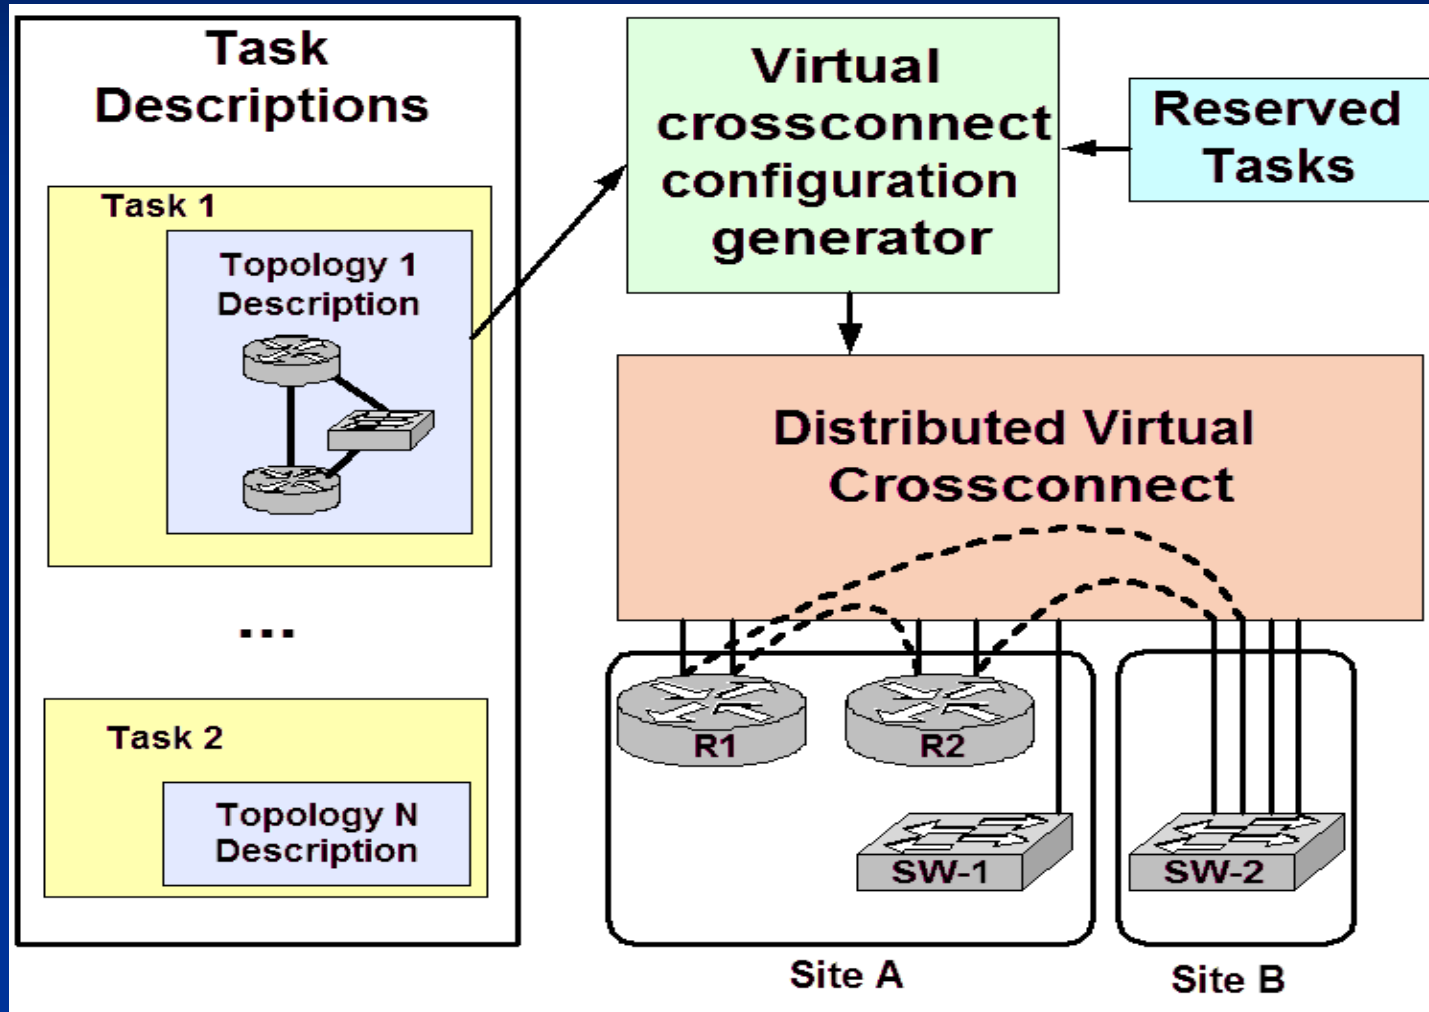 Task
Descriptions
Task 1
Topology 1
Description
...
Task 2
Topology N
Description
Virtual
crossconnect
configuration
generator
Reserved
Tasks
Distributed Virtual
Crossconnect
R1
R2
SW-1
SW-2
Site A
Site B